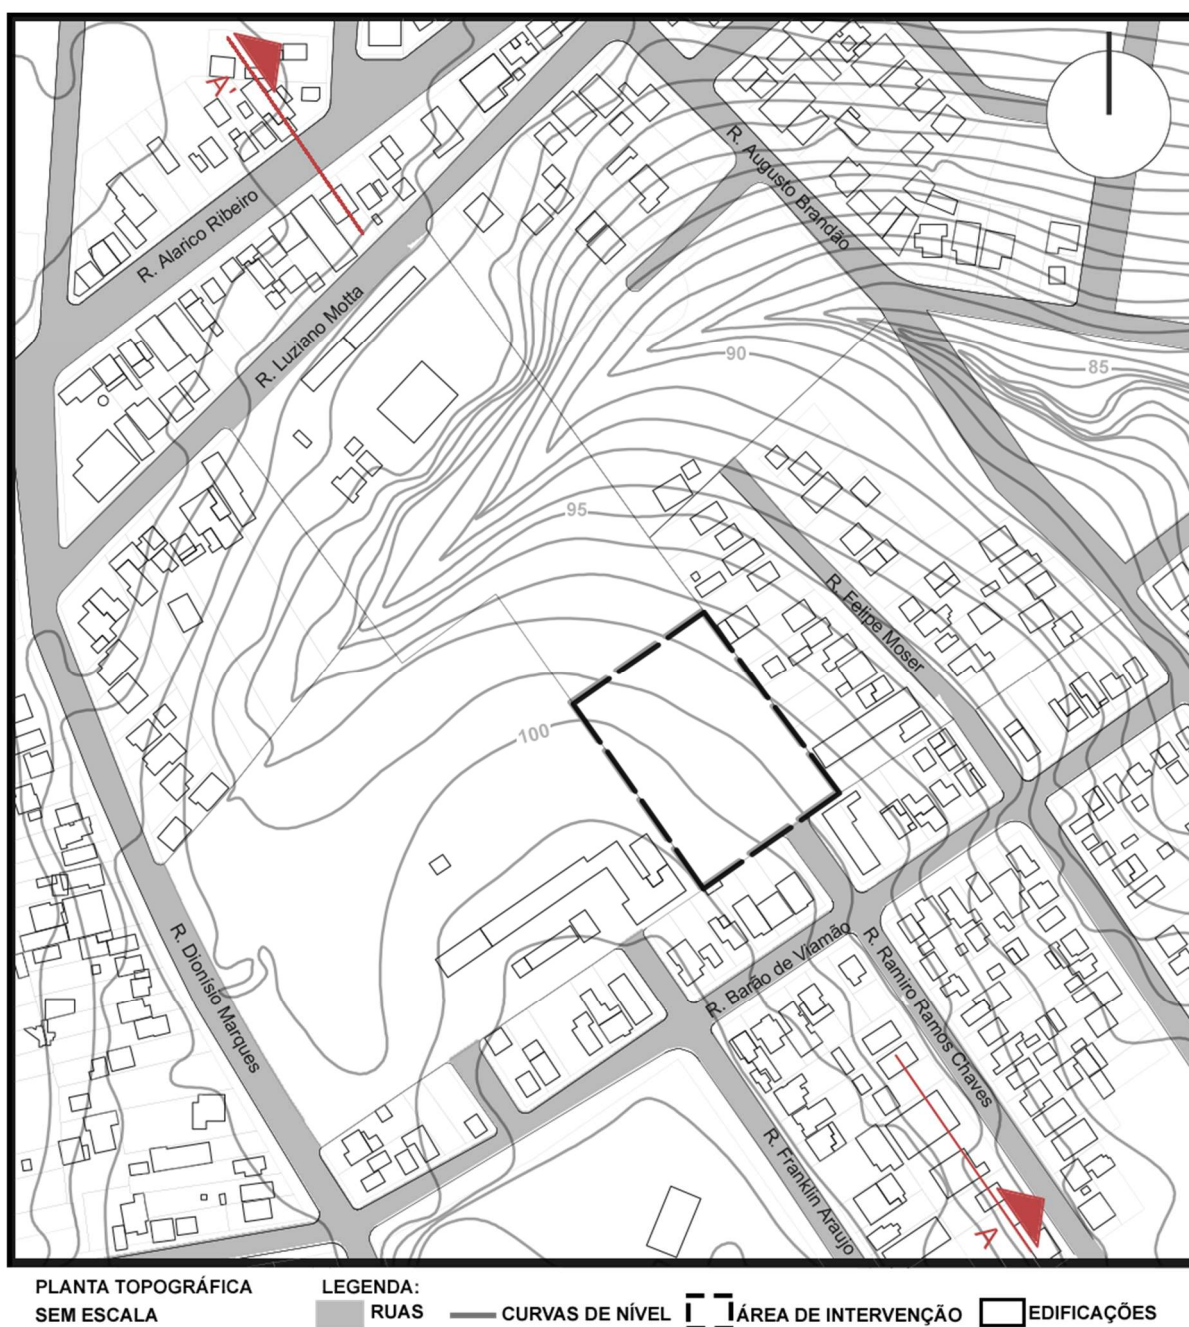 A'
R. Alarico Ribeiro
R. Augusto Brandão
R. Luziano Motta
90
85
95
R. Felipe Moser
100
R. Dionísio Marques
R. Barão de Viamão
R. Ramiro Ramos Chaves
R. Franklin Araujo
A
PLANTA TOPOGRÁFICA
SEM ESCALA
LEGENDA:
RUAS
CURVAS DE NÍVEL
ÁREA DE INTERVENÇÃO
EDIFICAÇÕES